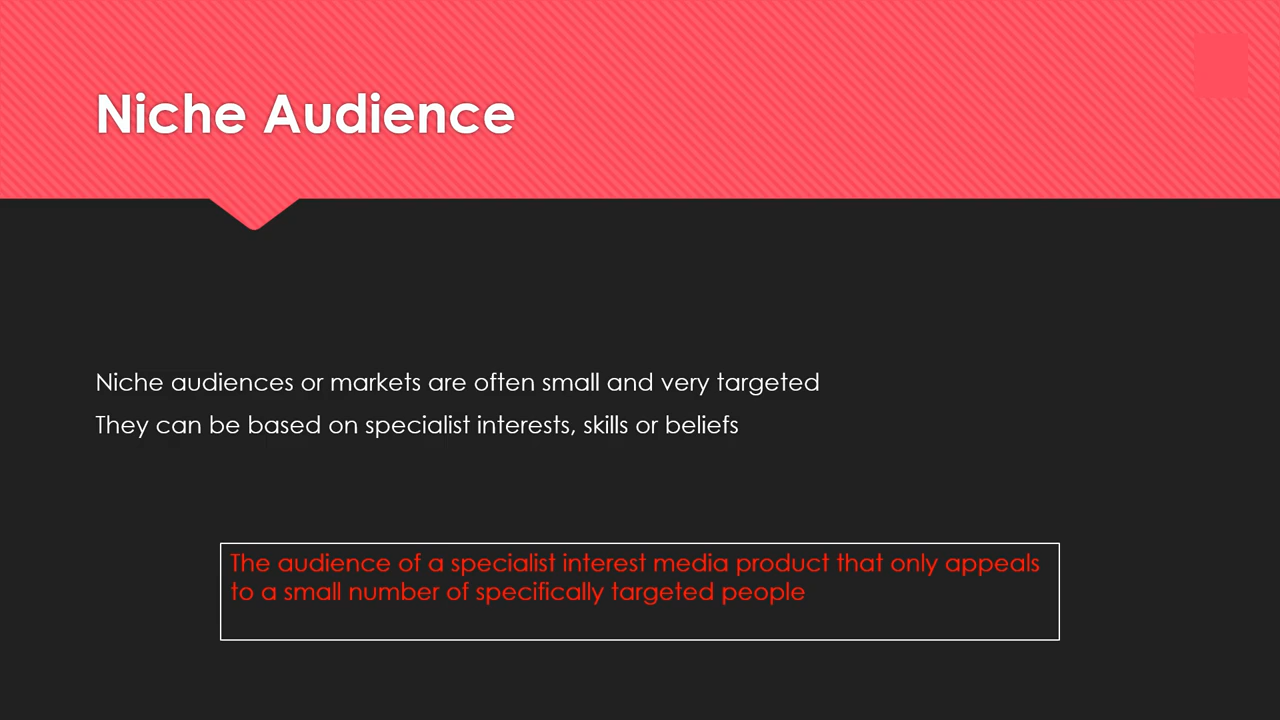 Niche Audience
Niche audiences or markets are often small and very targeted
They can be based on specialist interests, skills or beliefs
The audience of a specialist interest media product that only appeals
to a small number of specifically targeted people